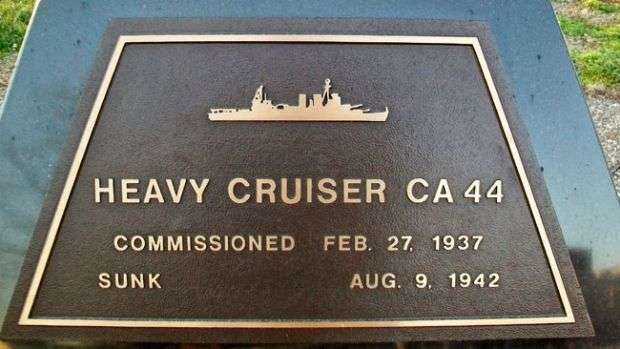 HEAVY CRUISER CA 44
COMMISSIONED FEB. 27, 1937
SUNK AUG. 9, 1942